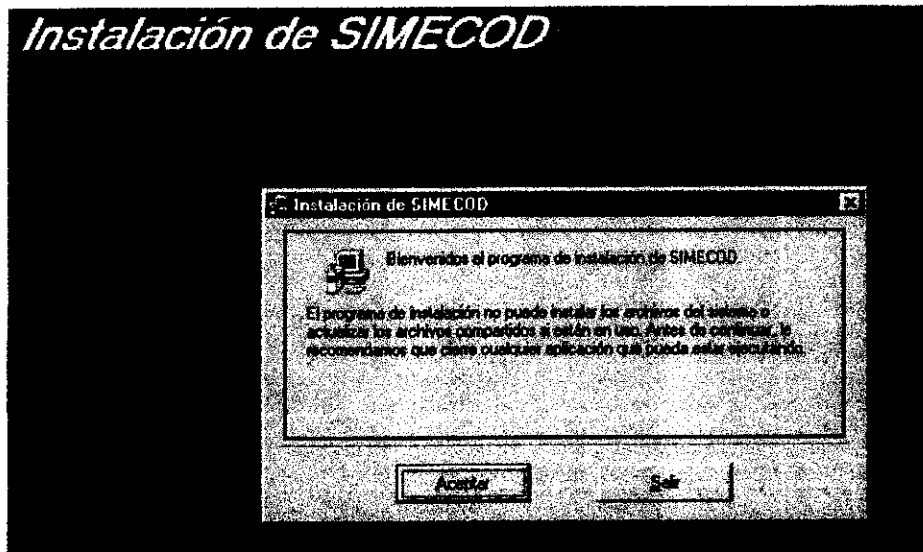 Instalación de SIMECOD
Instalación de SIMECOD
Bienvenidos al programa de instalación de SIMECOD
El programa de instalación no puede instalar los archivos del sistema o
actualizar los archivos compartidos si están en uso. Antes de continuar, le
recomendamos que cierre cualquier aplicación que pueda estar ejecutando.
Aceptar
Salir